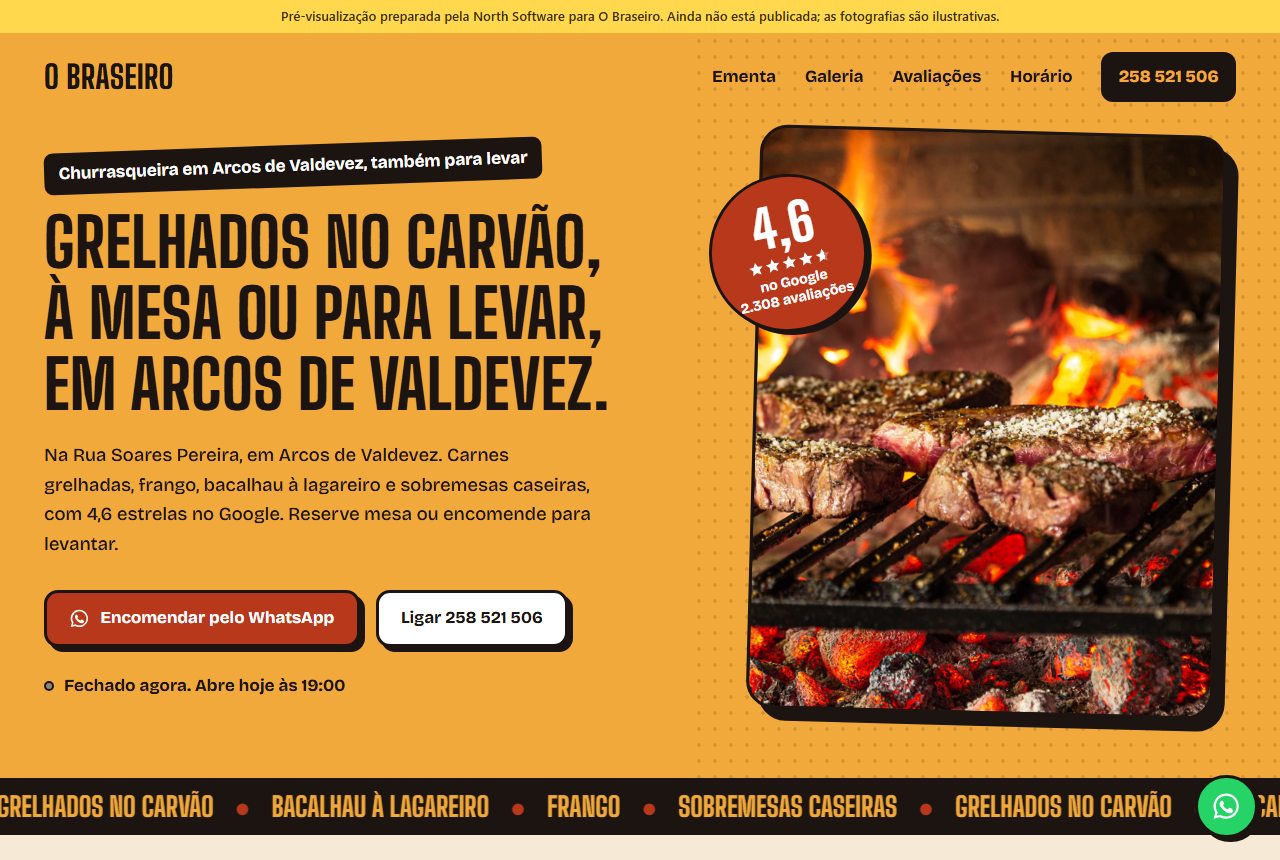 Pré-visualização preparada pela North Software para O Braseiro. Ainda não está publicada; as fotografias são ilustrativas.
O BRASEIRO
Ementa Galeria Avaliações Horário 258 521 506
Churrasqueira em Arcos de Valdevez, também para levar
GRELHADOS NO CARVÃO,
À MESA OU PARA LEVAR,
EM ARCOS DE VALDEVEZ.
4,6
no Google
2.308 avaliações
Na Rua Soares Pereira, em Arcos de Valdevez. Carnes
grelhadas, frango, bacalhau à lagareiro e sobremesas caseiras,
com 4,6 estrelas no Google. Reserve mesa ou encomende para
levantar.
Encomendar pelo WhatsApp
Ligar 258 521 506
Fechado agora. Abre hoje às 19:00
GRELHADOS NO CARVÃO BACALHAU À LAGAREIRO FRANGO SOBREMESAS CASEIRAS GRELHADOS NO CARVÃO